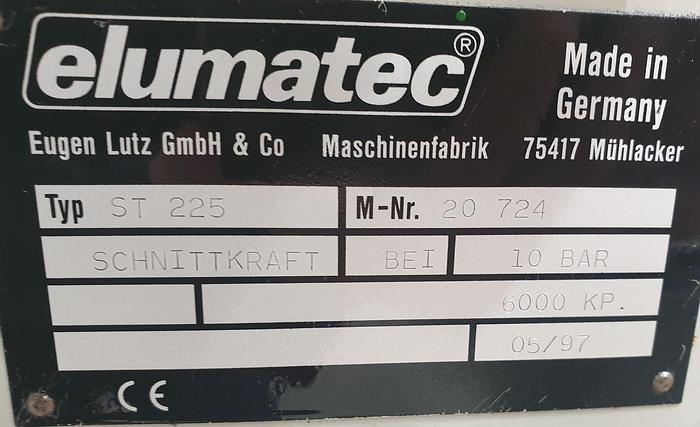 elumatec®
Made in
Germany
Eugen Lutz GmbH & Co Maschinenfabrik 75417 Mühlacker
Typ ST 225 M-Nr. 20 724
SCHNITTKRAFT BEI 10 BAR
6000 KP.
05/97
CE